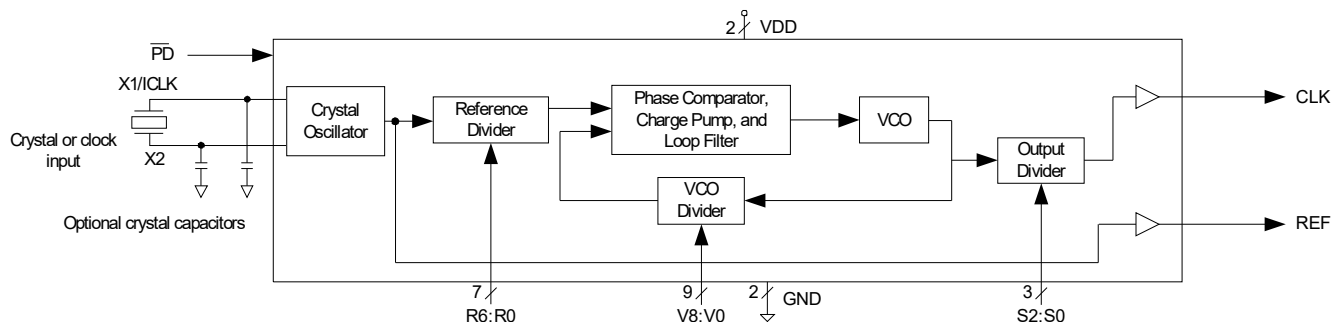 2 VDD
PD
X1/ICLK
Crystal or clock
input
X2
Optional crystal capacitors
Crystal
Oscillator
Reference
Divider
Phase Comparator,
Charge Pump, and
Loop Filter
VCO
VCO
Divider
Output
Divider
CLK
REF
7
R6:R0
9
V8:V0
2
GND
3
S2:S0